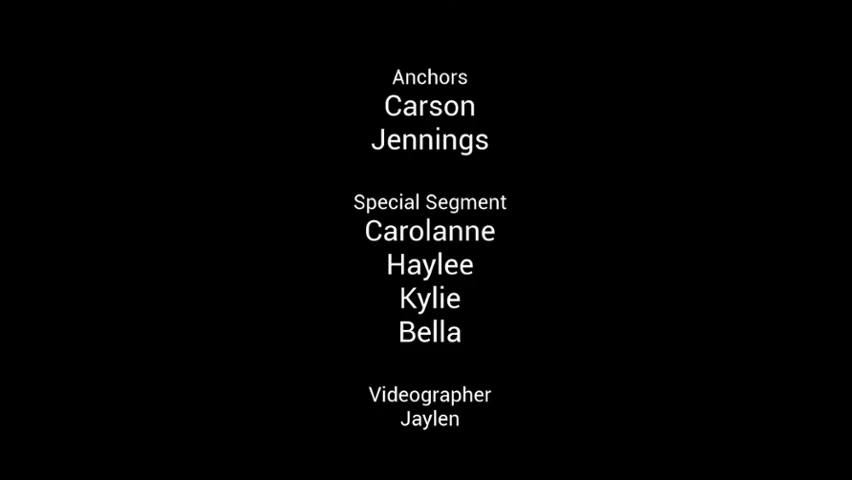 Anchors
Carson
Jennings
Special Segment
Carolanne
Haylee
Kylie
Bella
Videographer
Jaylen